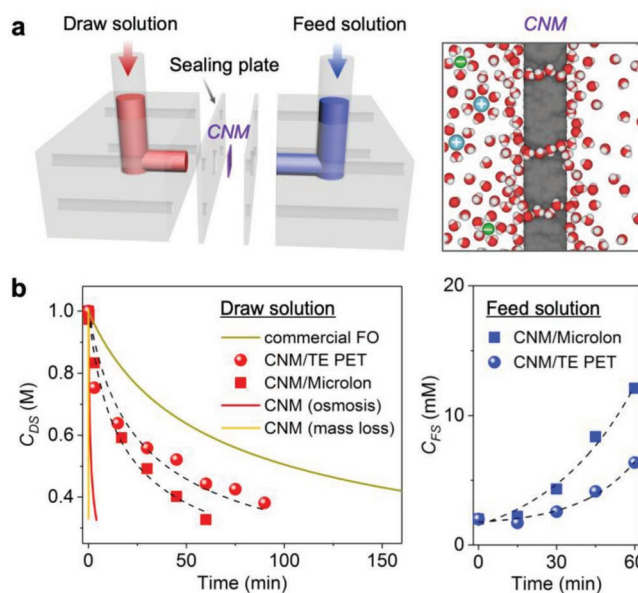 a
Draw solution
Feed solution
CNM
Sealing plate
CNM
b
1.0
0.8
0.6
0.4
C_DS (M)
0
50
100
150
Time (min)
Draw solution
commercial FO
CNM/TE PET
CNM/Microlon
CNM (osmosis)
CNM (mass loss)
20
10
0
C_FS (mM)
0
30
60
Time (min)
Feed solution
CNM/Microlon
CNM/TE PET